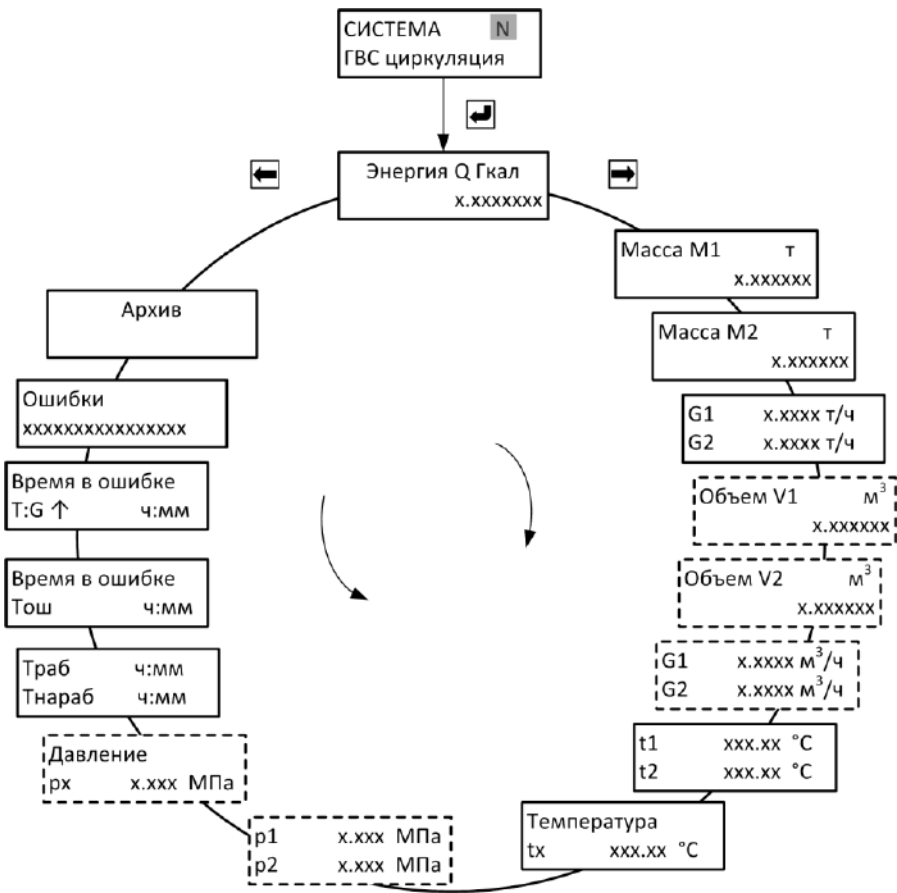 СИСТЕМА N
ГВС циркуляция
Энергия Q Гкал
x.xxxxxxx
Масса M1 т
x.xxxxxx
Масса M2 т
x.xxxxxx
G1 x.xxxx т/ч
G2 x.xxxx т/ч
Объем V1 м³
x.xxxxxx
Объем V2 м³
x.xxxxxx
G1 x.xxxx м³/ч
G2 x.xxxx м³/ч
t1 xxx.xx °C
t2 xxx.xx °C
Температура
tx xxx.xx °C
p1 x.xxx МПа
p2 x.xxx МПа
Давление
px x.xxx МПа
Траб ч:мм
Тнараб ч:мм
Время в ошибке
Тош ч:мм
Время в ошибке
T:G ↑ ч:мм
Ошибки
xxxxxxxxxxxxxxxx
Архив